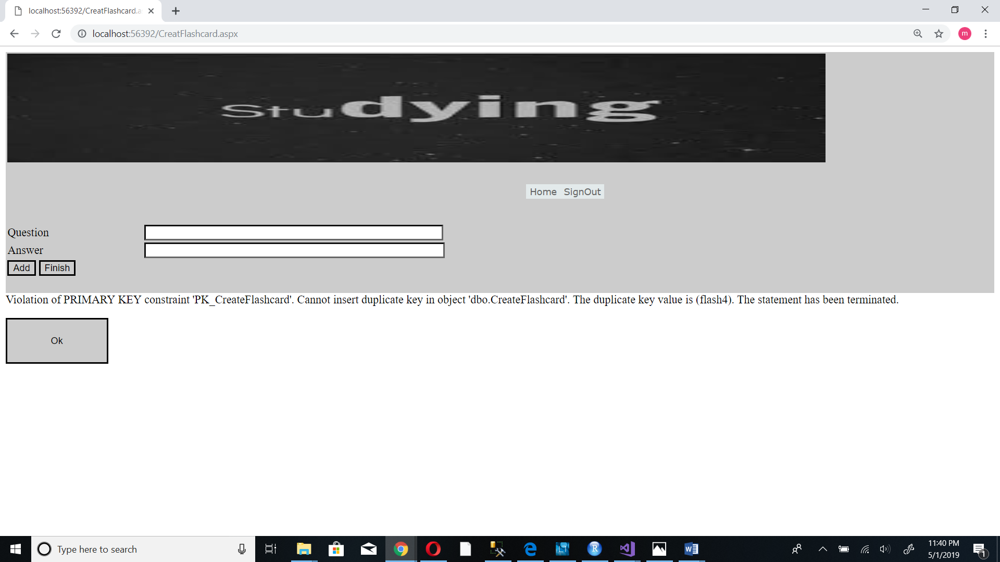 localhost:56392/CreatFlashcard.a
localhost:56392/CreatFlashcard.aspx
m
Studying
Home SignOut
Question
Answer
Add Finish
Violation of PRIMARY KEY constraint 'PK_CreateFlashcard'. Cannot insert duplicate key in object 'dbo.CreateFlashcard'. The duplicate key value is (flash4). The statement has been terminated.
Ok
Type here to search
11:40 PM
5/1/2019
1